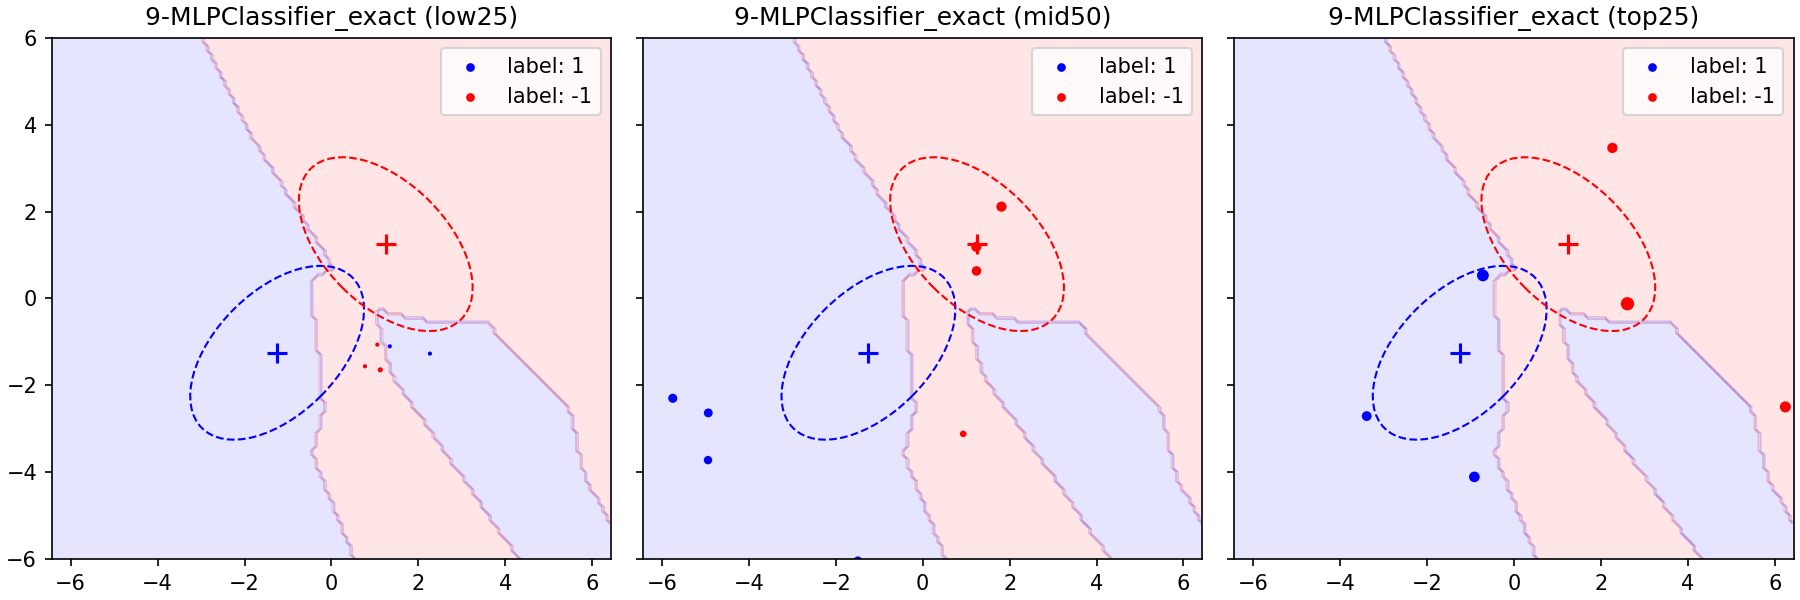 9-MLPClassifier_exact (low25)
9-MLPClassifier_exact (mid50)
9-MLPClassifier_exact (top25)
label: 1
label: -1
label: 1
label: -1
label: 1
label: -1
6
4
2
0
−2
−4
−6
−6 −4 −2 0 2 4 6
−6 −4 −2 0 2 4 6
−6 −4 −2 0 2 4 6